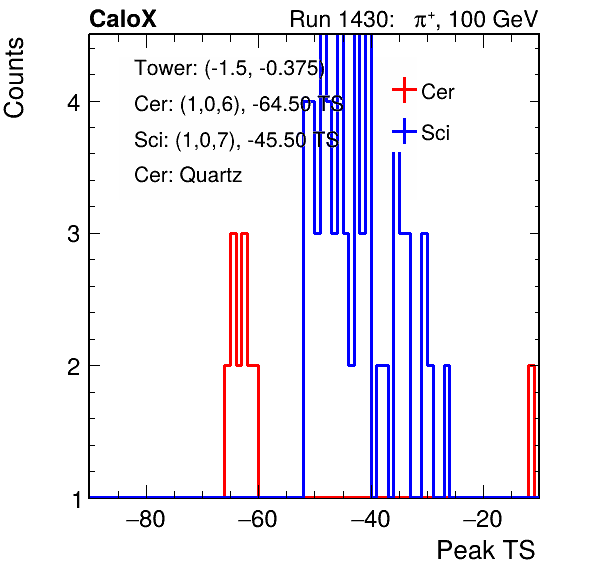 CaloX Run 1430: π+, 100 GeV
Counts
Tower: (-1.5, -0.375)
Cer: (1,0,6), -64.50 TS
Sci: (1,0,7), -45.50 TS
Cer: Quartz
Cer
Sci
4
3
2
1
−80 −60 −40 −20
Peak TS